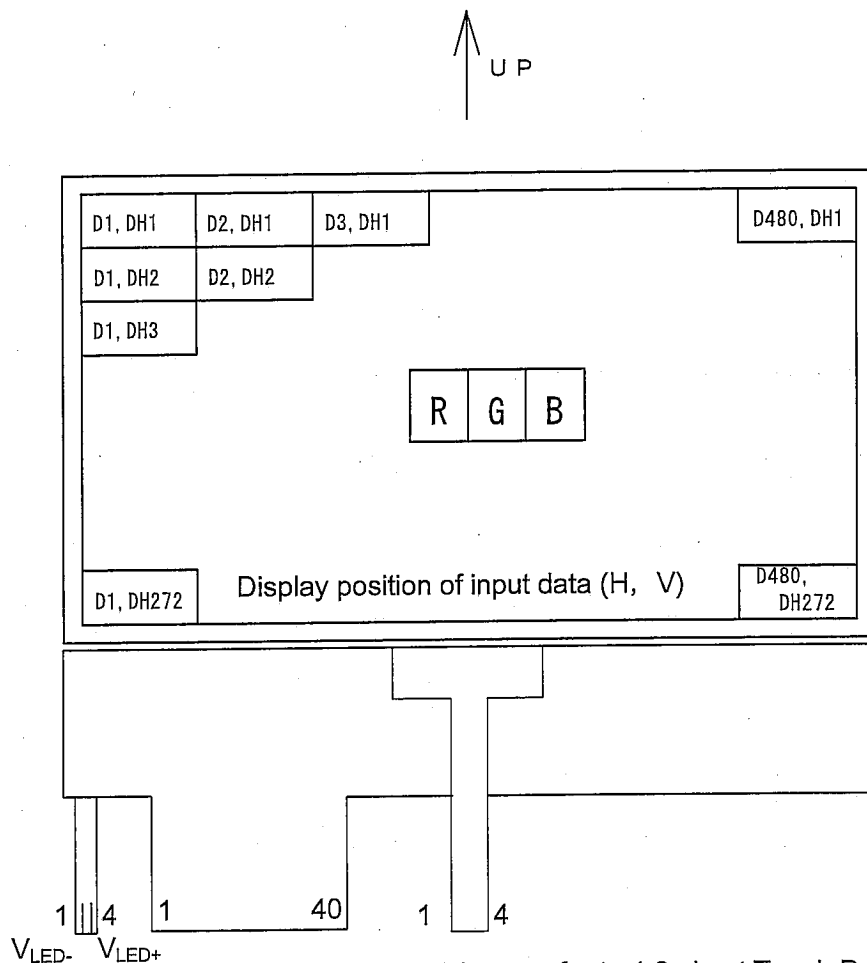 UP
D1, DH1 D2, DH1 D3, DH1 D480, DH1
D1, DH2 D2, DH2
D1, DH3
R G B
D1, DH272 Display position of input data (H, V) D480,
DH272
1 4 1 40 1 4
VLED- VLED+